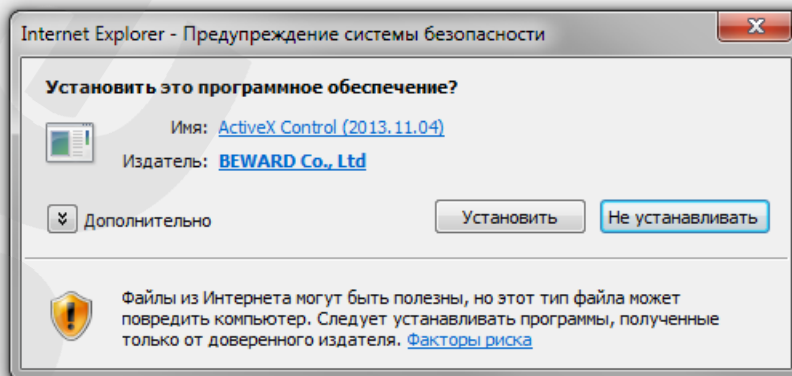 Internet Explorer - Предупреждение системы безопасности
Установить это программное обеспечение?
Имя: ActiveX Control (2013.11.04)
Издатель: BEWARD Co., Ltd
Дополнительно
Установить
Не устанавливать
Файлы из Интернета могут быть полезны, но этот тип файла может
повредить компьютер. Следует устанавливать программы, полученные
только от доверенного издателя. Факторы риска